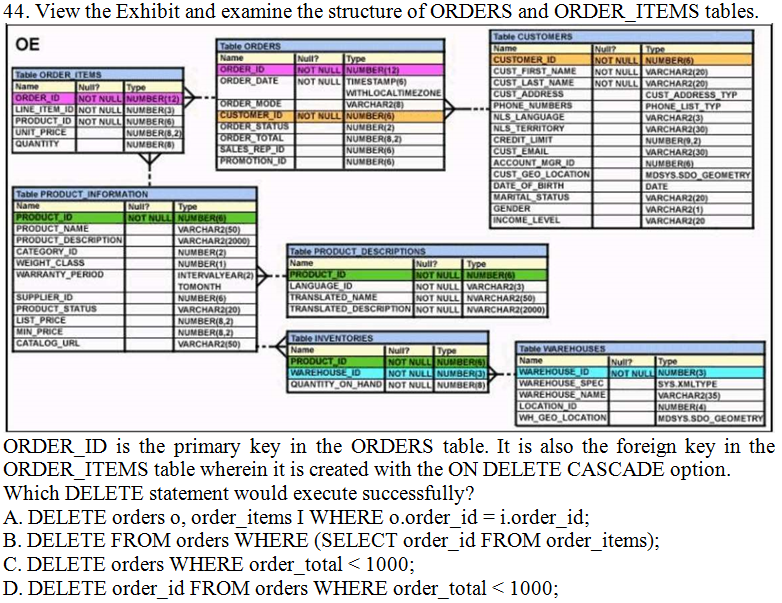 44. View the Exhibit and examine the structure of ORDERS and ORDER_ITEMS tables.
OE
Table ORDER_ITEMS
Name Null? Type
ORDER_ID NOT NULL NUMBER(12)
LINE_ITEM_ID NOT NULL NUMBER(3)
PRODUCT_ID NOT NULL NUMBER(6)
UNIT_PRICE NUMBER(8,2)
QUANTITY NUMBER(8)
Table ORDERS
Name Null? Type
ORDER_ID NOT NULL NUMBER(12)
ORDER_DATE NOT NULL TIMESTAMP(6)
WITHLOCALTIMEZONE
ORDER_MODE VARCHAR2(8)
CUSTOMER_ID NOT NULL NUMBER(6)
ORDER_STATUS NUMBER(2)
ORDER_TOTAL NUMBER(8,2)
SALES_REP_ID NUMBER(6)
PROMOTION_ID NUMBER(6)
Table CUSTOMERS
Name Null? Type
CUSTOMER_ID NOT NULL NUMBER(6)
CUST_FIRST_NAME NOT NULL VARCHAR2(20)
CUST_LAST_NAME NOT NULL VARCHAR2(20)
CUST_ADDRESS CUST_ADDRESS_TYP
PHONE_NUMBERS PHONE_LIST_TYP
NLS_LANGUAGE VARCHAR2(3)
NLS_TERRITORY VARCHAR2(30)
CREDIT_LIMIT NUMBER(9,2)
CUST_EMAIL VARCHAR2(30)
ACCOUNT_MGR_ID NUMBER(6)
CUST_GEO_LOCATION MDSYS.SDO_GEOMETRY
DATE_OF_BIRTH DATE
MARITAL_STATUS VARCHAR2(20)
GENDER VARCHAR2(1)
INCOME_LEVEL VARCHAR2(20
Table PRODUCT_INFORMATION
Name Null? Type
PRODUCT_ID NOT NULL NUMBER(6)
PRODUCT_NAME VARCHAR2(50)
PRODUCT_DESCRIPTION VARCHAR2(2000)
CATEGORY_ID NUMBER(2)
WEIGHT_CLASS NUMBER(1)
WARRANTY_PERIOD INTERVALYEAR(2)
TOMONTH
SUPPLIER_ID NUMBER(6)
PRODUCT_STATUS VARCHAR2(20)
LIST_PRICE NUMBER(8,2)
MIN_PRICE NUMBER(8,2)
CATALOG_URL VARCHAR2(50)
Table PRODUCT_DESCRIPTIONS
Name Null? Type
PRODUCT_ID NOT NULL NUMBER(6)
LANGUAGE_ID NOT NULL VARCHAR2(3)
TRANSLATED_NAME NOT NULL NVARCHAR2(50)
TRANSLATED_DESCRIPTION NOT NULL NVARCHAR2(2000)
Table INVENTORIES
Name Null? Type
PRODUCT_ID NOT NULL NUMBER(6)
WAREHOUSE_ID NOT NULL NUMBER(3)
QUANTITY_ON_HAND NOT NULL NUMBER(8)
Table WAREHOUSES
Name Null? Type
WAREHOUSE_ID NOT NULL NUMBER(3)
WAREHOUSE_SPEC SYS.XMLTYPE
WAREHOUSE_NAME VARCHAR2(35)
LOCATION_ID NUMBER(4)
WH_GEO_LOCATION MDSYS.SDO_GEOMETRY
ORDER_ID is the primary key in the ORDERS table. It is also the foreign key in the
ORDER_ITEMS table wherein it is created with the ON DELETE CASCADE option.
Which DELETE statement would execute successfully?
A. DELETE orders o, order_items I WHERE o.order_id = i.order_id;
B. DELETE FROM orders WHERE (SELECT order_id FROM order_items);
C. DELETE orders WHERE order_total < 1000;
D. DELETE order_id FROM orders WHERE order_total < 1000;